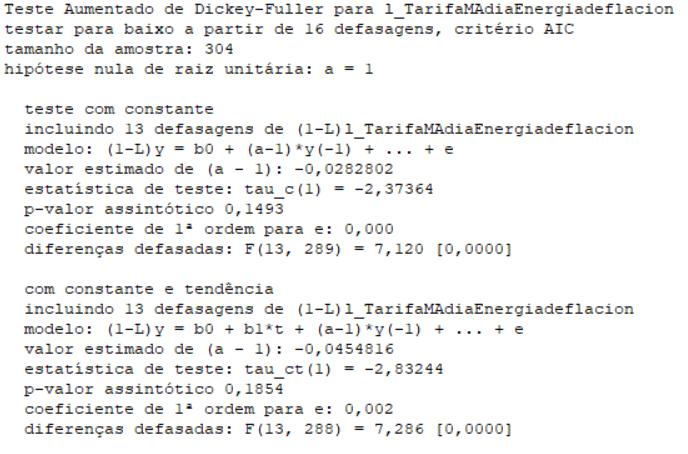 Teste Aumentado de Dickey-Fuller para l_TarifaMAdiaEnergiadeflacion
testar para baixo a partir de 16 defasagens, critério AIC
tamanho da amostra: 304
hipótese nula de raiz unitária: a = 1
teste com constante
incluindo 13 defasagens de (1-L)l_TarifaMAdiaEnergiadeflacion
modelo: (1-L)y = b0 + (a-1)*y(-1) + ... + e
valor estimado de (a - 1): -0,0282802
estatística de teste: tau_c(1) = -2,37364
p-valor assintótico 0,1493
coeficiente de 1ª ordem para e: 0,000
diferenças defasadas: F(13, 289) = 7,120 [0,0000]
com constante e tendência
incluindo 13 defasagens de (1-L)l_TarifaMAdiaEnergiadeflacion
modelo: (1-L)y = b0 + b1*t + (a-1)*y(-1) + ... + e
valor estimado de (a - 1): -0,0454816
estatística de teste: tau_ct(1) = -2,83244
p-valor assintótico 0,1854
coeficiente de 1ª ordem para e: 0,002
diferenças defasadas: F(13, 288) = 7,286 [0,0000]